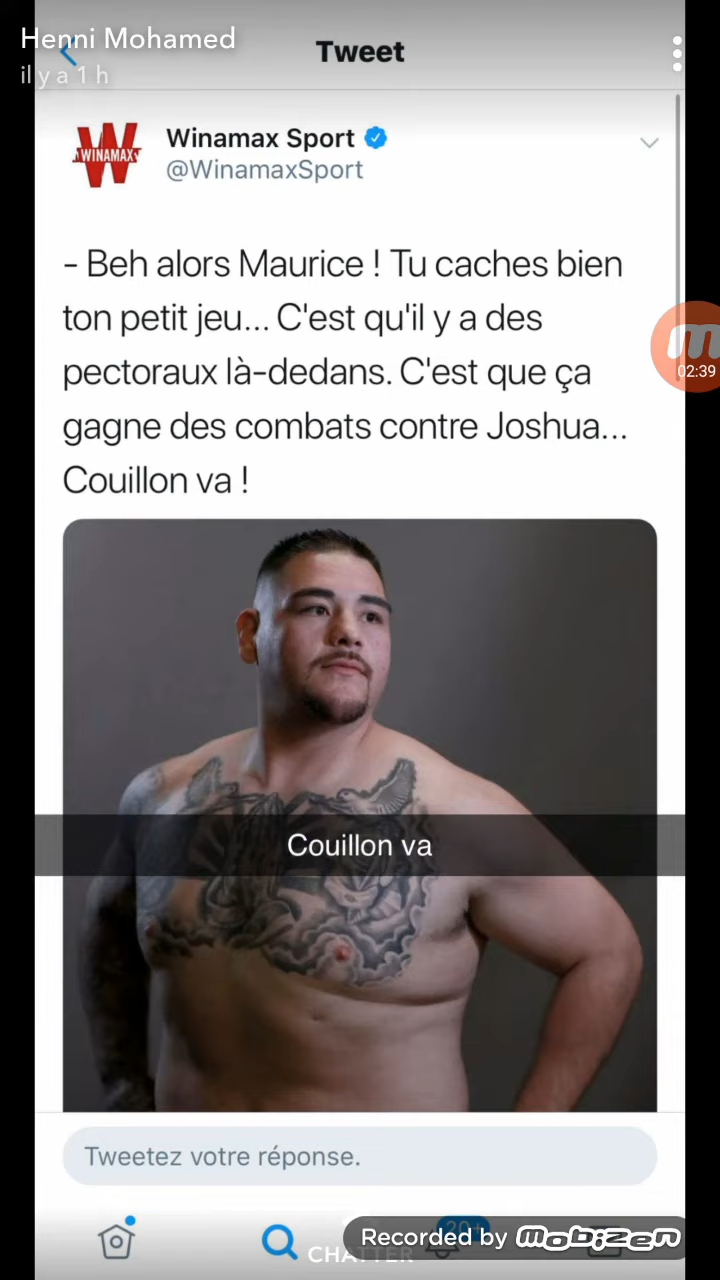 Henni Mohamed
il y a 1 h
Tweet
WINAMAX
Winamax Sport
@WinamaxSport
- Beh alors Maurice ! Tu caches bien
ton petit jeu... C'est qu'il y a des
pectoraux là-dedans. C'est que ça
gagne des combats contre Joshua...
Couillon va !
02:39
Couillon va
Tweetez votre réponse.
20+
CHATTER
Recorded by mobizen